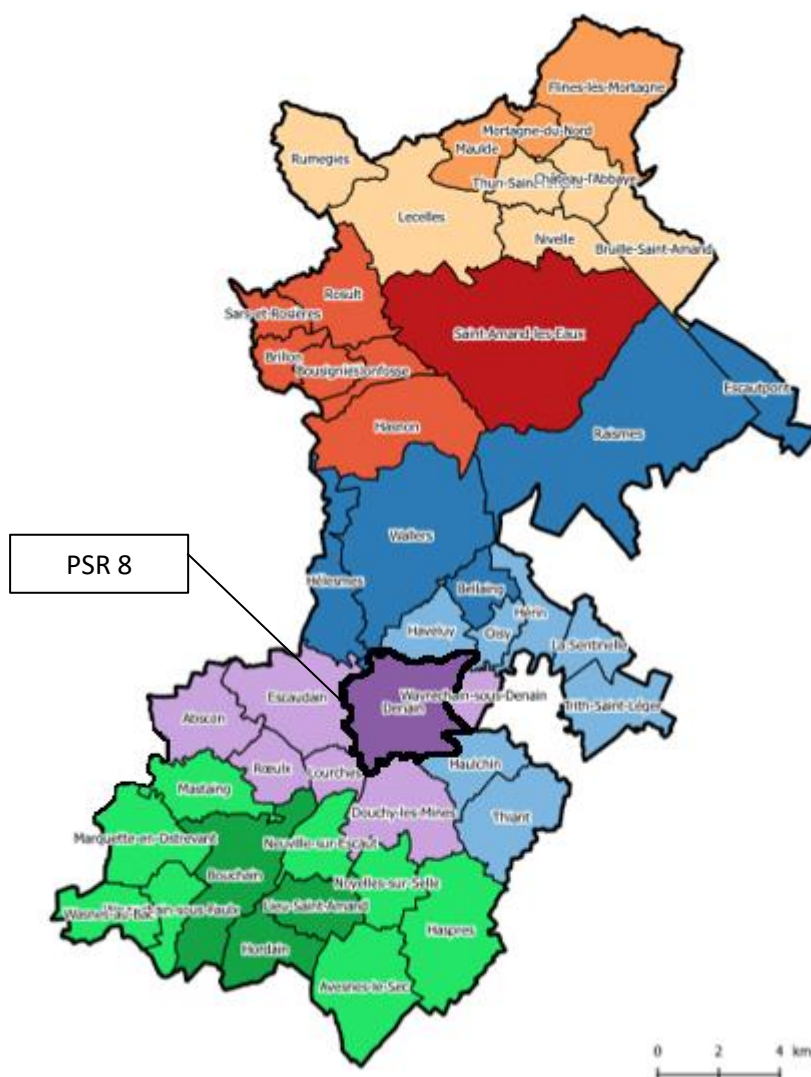 Flines-lès-Mortagne
Mortagne-du-Nord
Maulde
Rumegies
Château-l'Abbaye
Lecelles
Nivelle
Bruille-Saint-Amand
Rosult
Sars-et-Rosières
Saint-Amand-les-Eaux
Brillon
Bousignies
Escautpont
Hasnon
Raismes
Wallers
PSR 8
Hélesmes
Bellaing
Hérin
Haveluy
Oisy
La Sentinelle
Escaudain
Wavrechain-sous-Denain
Denain
Trith-Saint-Léger
Abscon
Haulchin
Rœulx
Lourches
Mastaing
Douchy-les-Mines
Thiant
Marquette-en-Ostrevant
Neuville-sur-Escaut
Bouchain
Noyelles-sur-Selle
Lieu-Saint-Amand
Wasnes-au-Bac
Haspres
Hordain
Avesnes-le-Sec
0 2 4 km